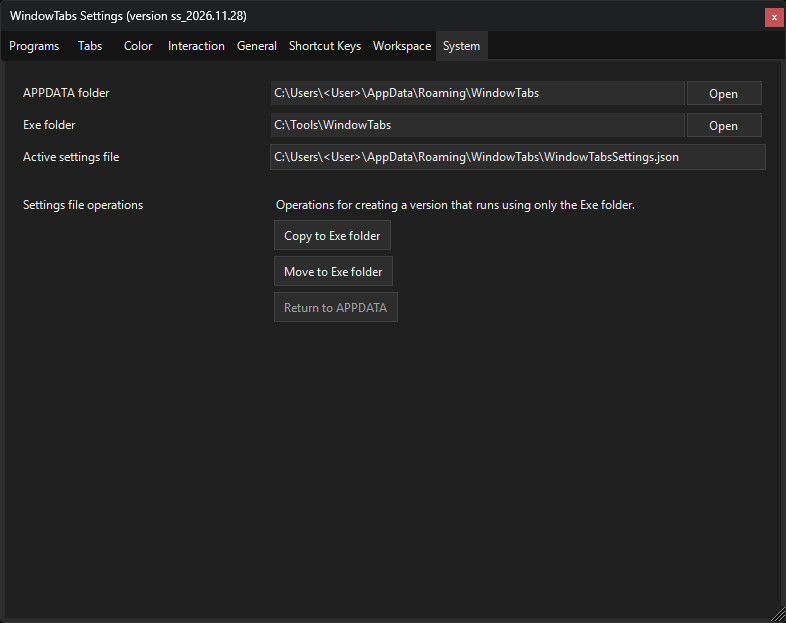 WindowTabs Settings (version ss_2026.11.28)
x
Programs Tabs Color Interaction General Shortcut Keys Workspace System
APPDATA folder C:\Users\<User>\AppData\Roaming\WindowTabs Open
Exe folder C:\Tools\WindowTabs Open
Active settings file C:\Users\<User>\AppData\Roaming\WindowTabs\WindowTabsSettings.json
Settings file operations Operations for creating a version that runs using only the Exe folder.
Copy to Exe folder
Move to Exe folder
Return to APPDATA